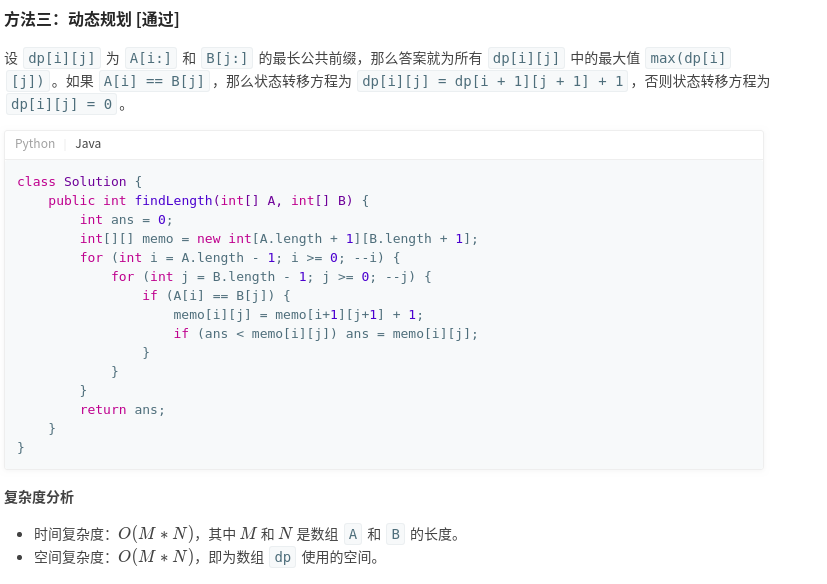 方法三：动态规划 [通过]
设 dp[i][j] 为 A[i:] 和 B[j:] 的最长公共前缀，那么答案就为所有 dp[i][j] 中的最大值 max(dp[i]
[j]) 。如果 A[i] == B[j] ，那么状态转移方程为 dp[i][j] = dp[i + 1][j + 1] + 1 ，否则状态转移方程为
dp[i][j] = 0 。
Python | Java
class Solution {
    public int findLength(int[] A, int[] B) {
        int ans = 0;
        int[][] memo = new int[A.length + 1][B.length + 1];
        for (int i = A.length - 1; i >= 0; --i) {
            for (int j = B.length - 1; j >= 0; --j) {
                if (A[i] == B[j]) {
                    memo[i][j] = memo[i+1][j+1] + 1;
                    if (ans < memo[i][j]) ans = memo[i][j];
                }
            }
        }
        return ans;
    }
}
复杂度分析
• 时间复杂度：O(M ∗ N)，其中 M 和 N 是数组 A 和 B 的长度。
• 空间复杂度：O(M ∗ N)，即为数组 dp 使用的空间。